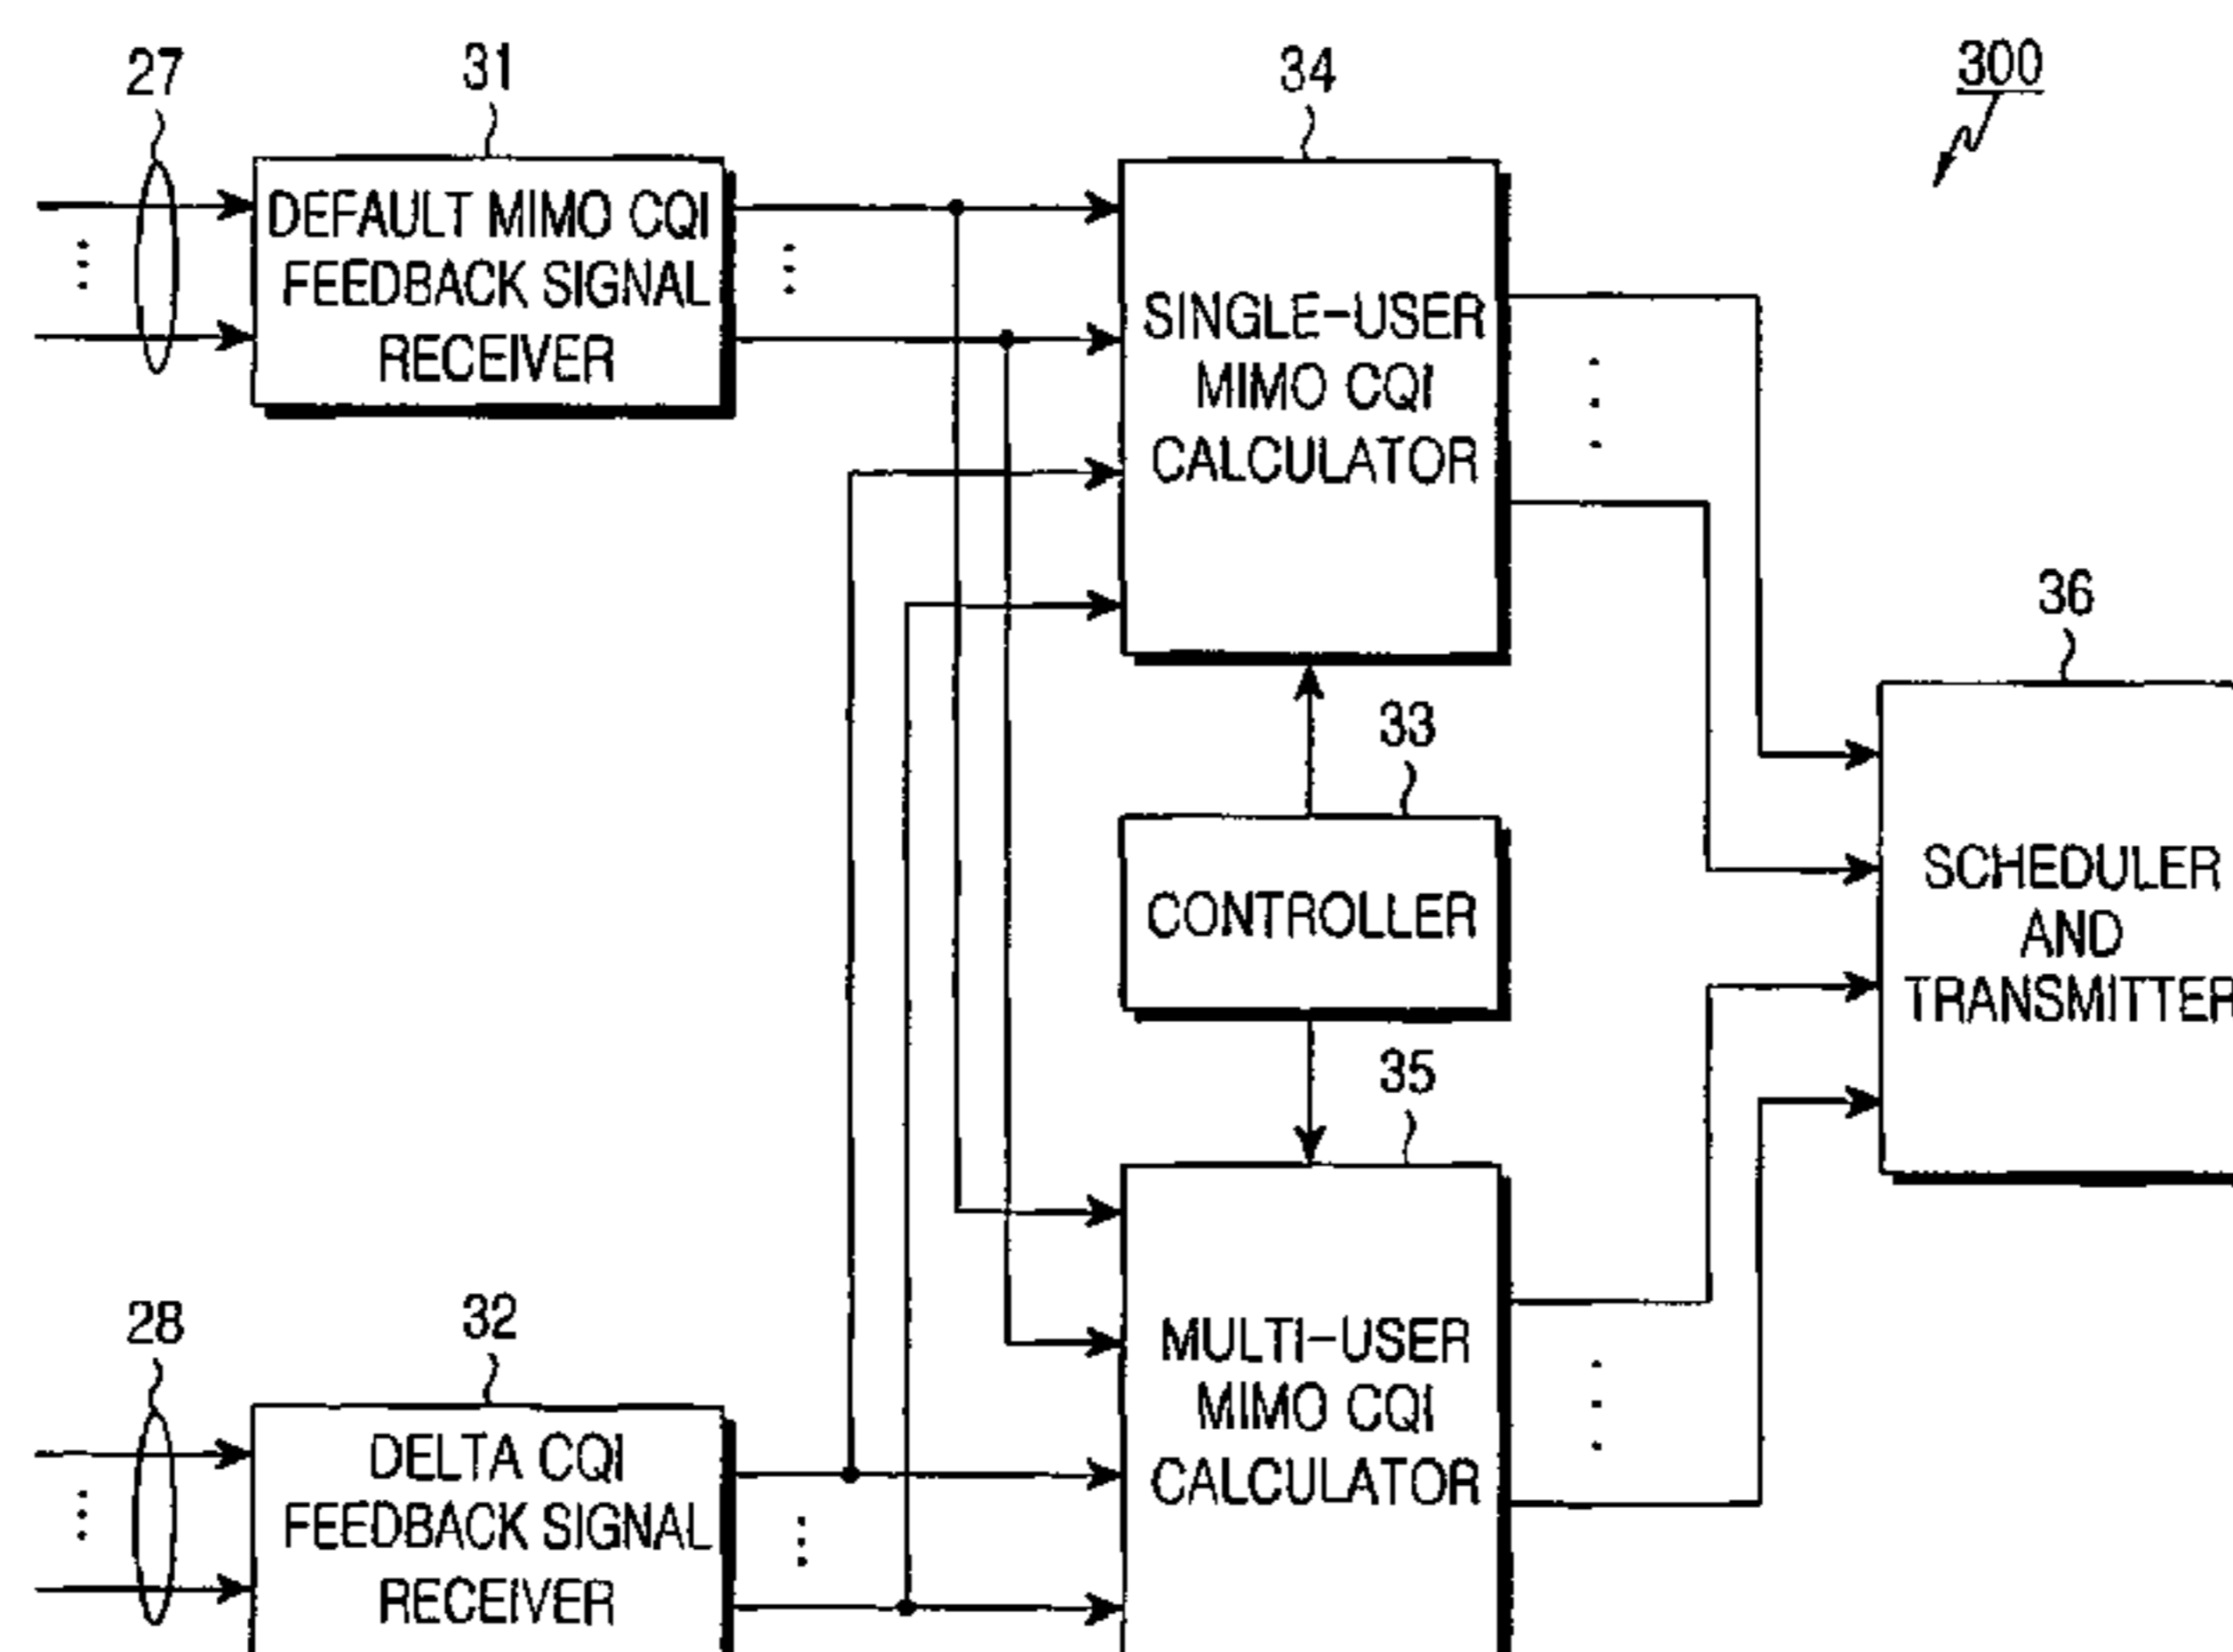 27
31
34
300
DEFAULT MIMO CQI
FEEDBACK SIGNAL
RECEIVER
SINGLE-USER
MIMO CQI
CALCULATOR
36
33
CONTROLLER
SCHEDULER
AND
TRANSMITTER
35
28
32
MULTI-USER
MIMO CQI
CALCULATOR
DELTA CQI
FEEDBACK SIGNAL
RECEIVER